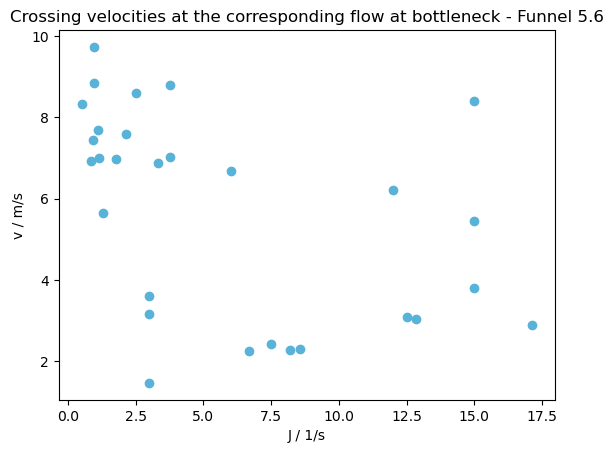 Crossing velocities at the corresponding flow at bottleneck - Funnel 5.6
10
8
6
4
2
v / m/s
0.0 2.5 5.0 7.5 10.0 12.5 15.0 17.5
J / 1/s